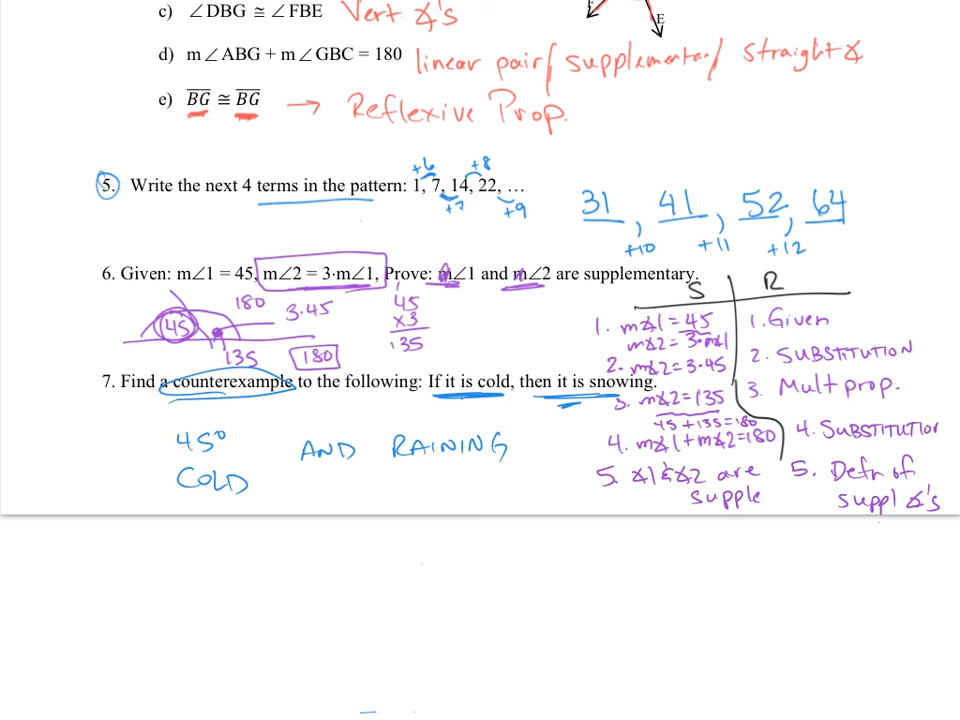 c) ∠DBG ≅ ∠FBE Vert ∡'s
E
d) m∠ABG + m∠GBC = 180 linear pair/ supplementary/ straight ∡
e) BG ≅ BG → Reflexive Prop.
+6 +8
5. Write the next 4 terms in the pattern: 1, 7, 14, 22, … 31, 41, 52, 64
+7 +9 +10 +11 +12
6. Given: m∠1 = 45, m∠2 = 3·m∠1, Prove: m∠1 and m∠2 are supplementary.
S R
180 3·45 45
x3
135
45
135 180
1. m∡1 = 45 1. Given
m∡2 = 3·m∡1
2. m∡2 = 3·45 2. SUBSTITUTION
3. m∡2 = 135 3. Mult prop.
45 + 135 = 180
4. m∡1 + m∡2 = 180 4. SUBSTITUTIOn
5. ∡1 & ∡2 are supple 5. Defn of suppl ∡'s
7. Find a counterexample to the following: If it is cold, then it is snowing.
45° AND RAINING
COLD